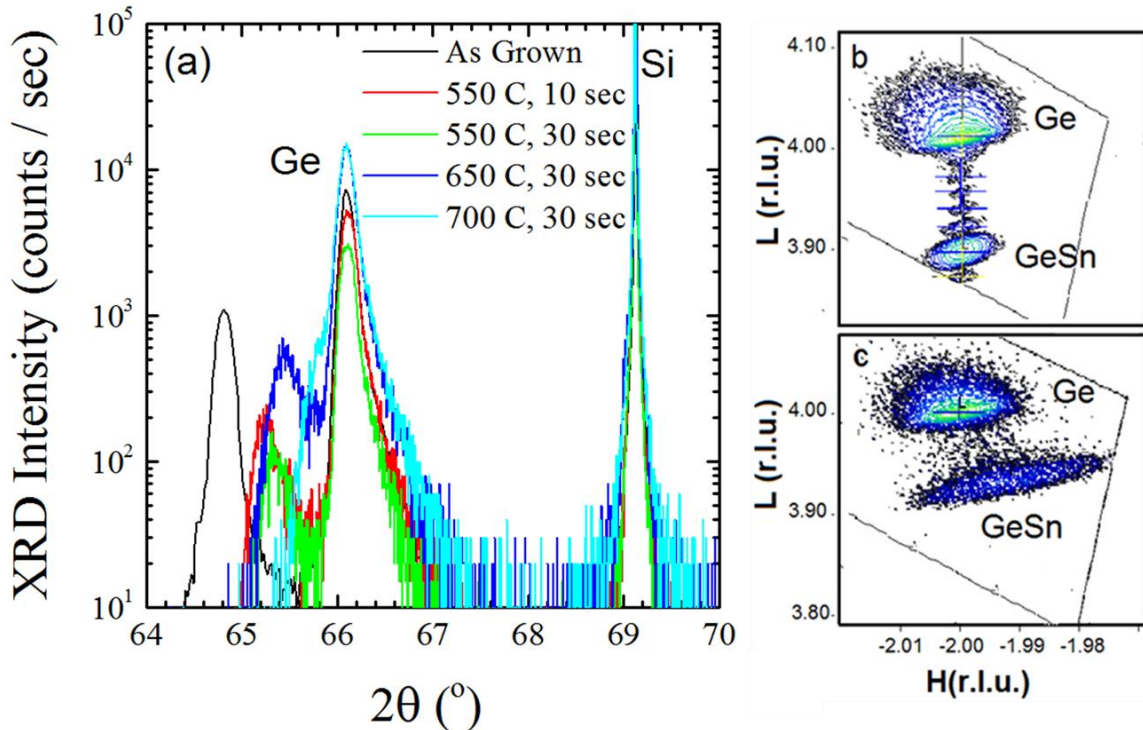 XRD Intensity (counts / sec)
10^5
10^4
10^3
10^2
10^1
(a)
As Grown
550 C, 10 sec
550 C, 30 sec
650 C, 30 sec
700 C, 30 sec
Ge
Si
64 65 66 67 68 69 70
2θ (°)
b
4.10
4.00
3.90
L (r.l.u.)
Ge
GeSn
c
4.00
3.90
3.80
L (r.l.u.)
Ge
GeSn
-2.01 -2.00 -1.99 -1.98
H(r.l.u.)